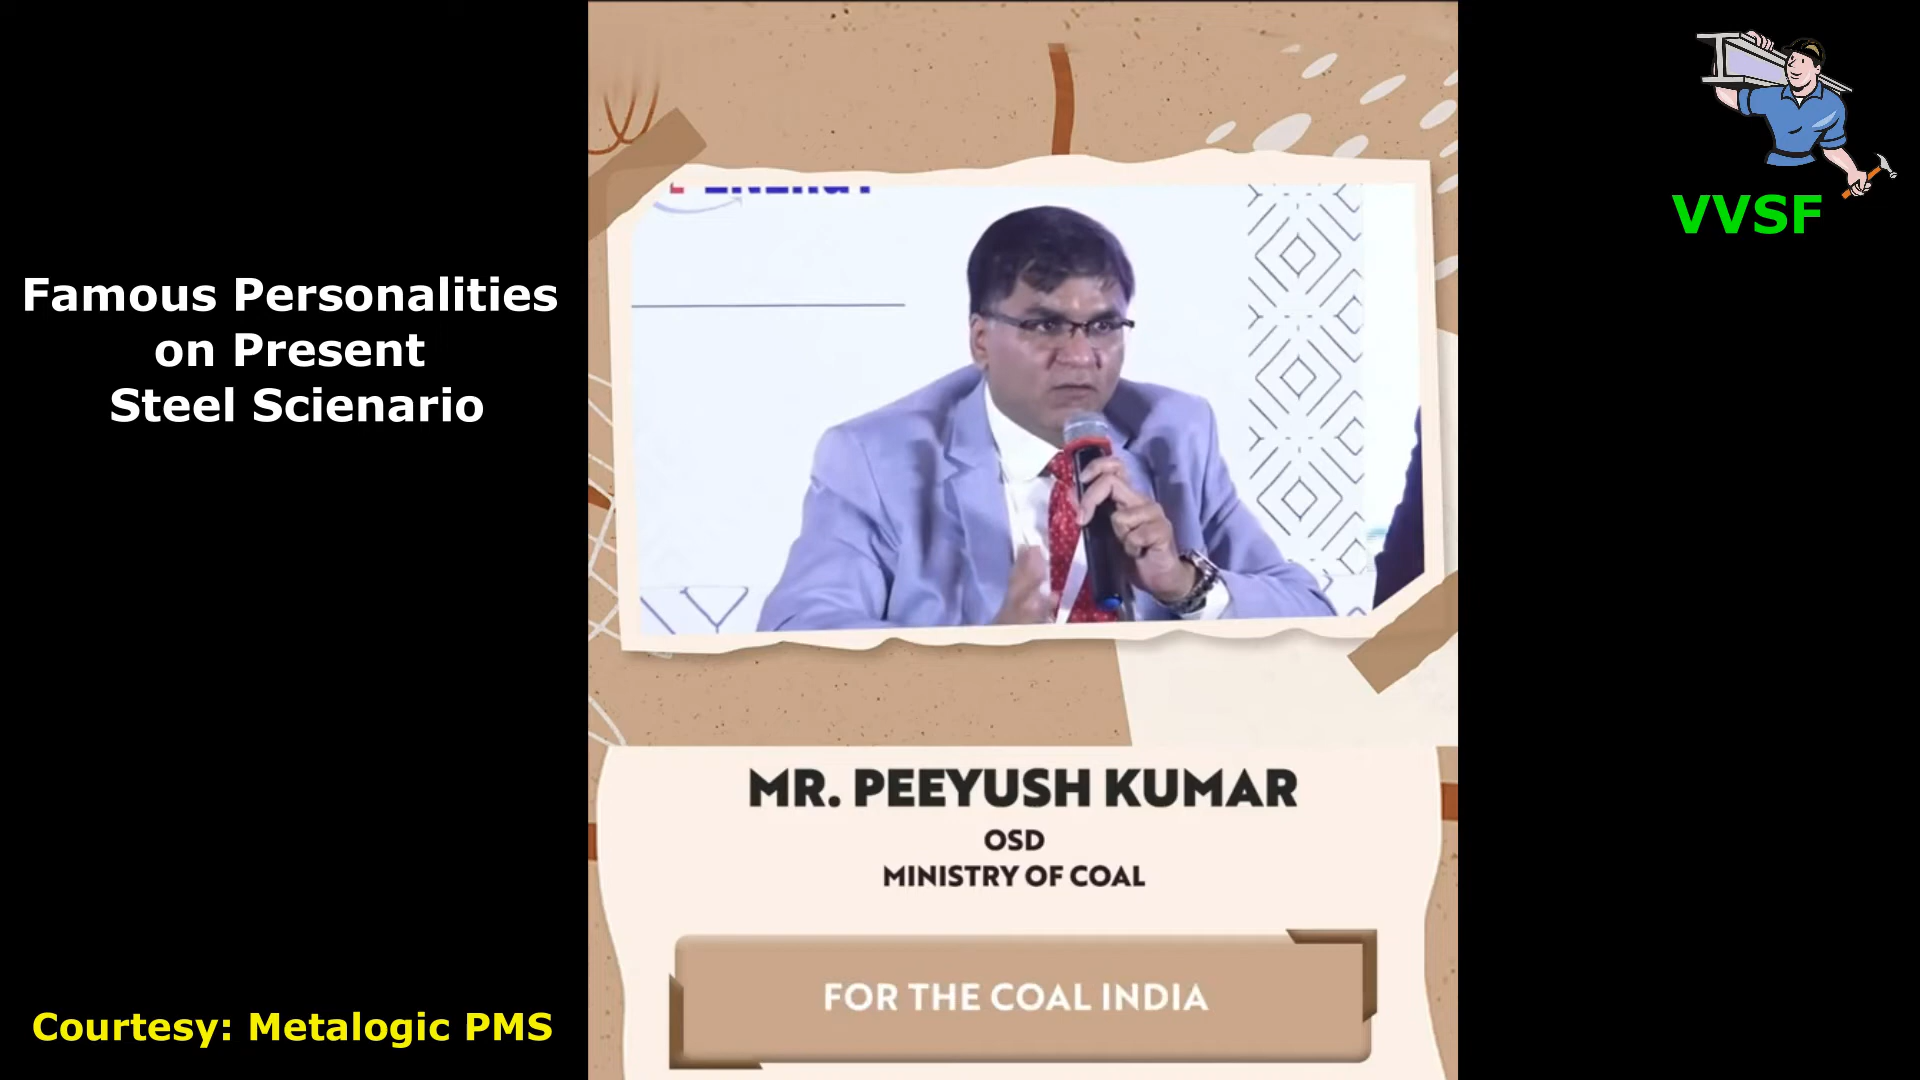 Famous Personalities
on Present
Steel Scienario
VVSF
MR. PEEYUSH KUMAR
OSD
MINISTRY OF COAL
FOR THE COAL INDIA
Courtesy: Metalogic PMS